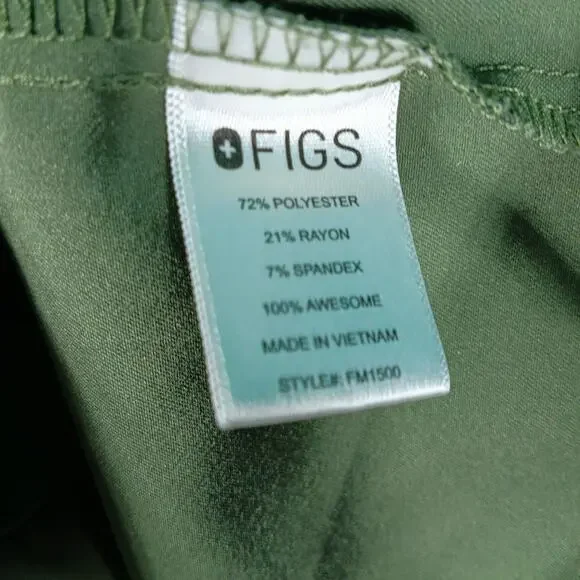 FIGS
72% POLYESTER
21% RAYON
7% SPANDEX
100% AWESOME
MADE IN VIETNAM
STYLE#: FM1500